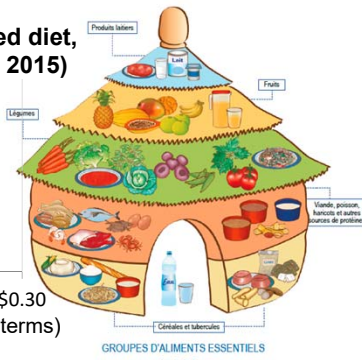 ed diet,
2015)
Produits laitiers
Lait
Fruits
Légumes
Viande, poisson,
haricots et autres
sources de protéines
$0.30
terms)
Céréales et tubercules
GROUPES D'ALIMENTS ESSENTIELS